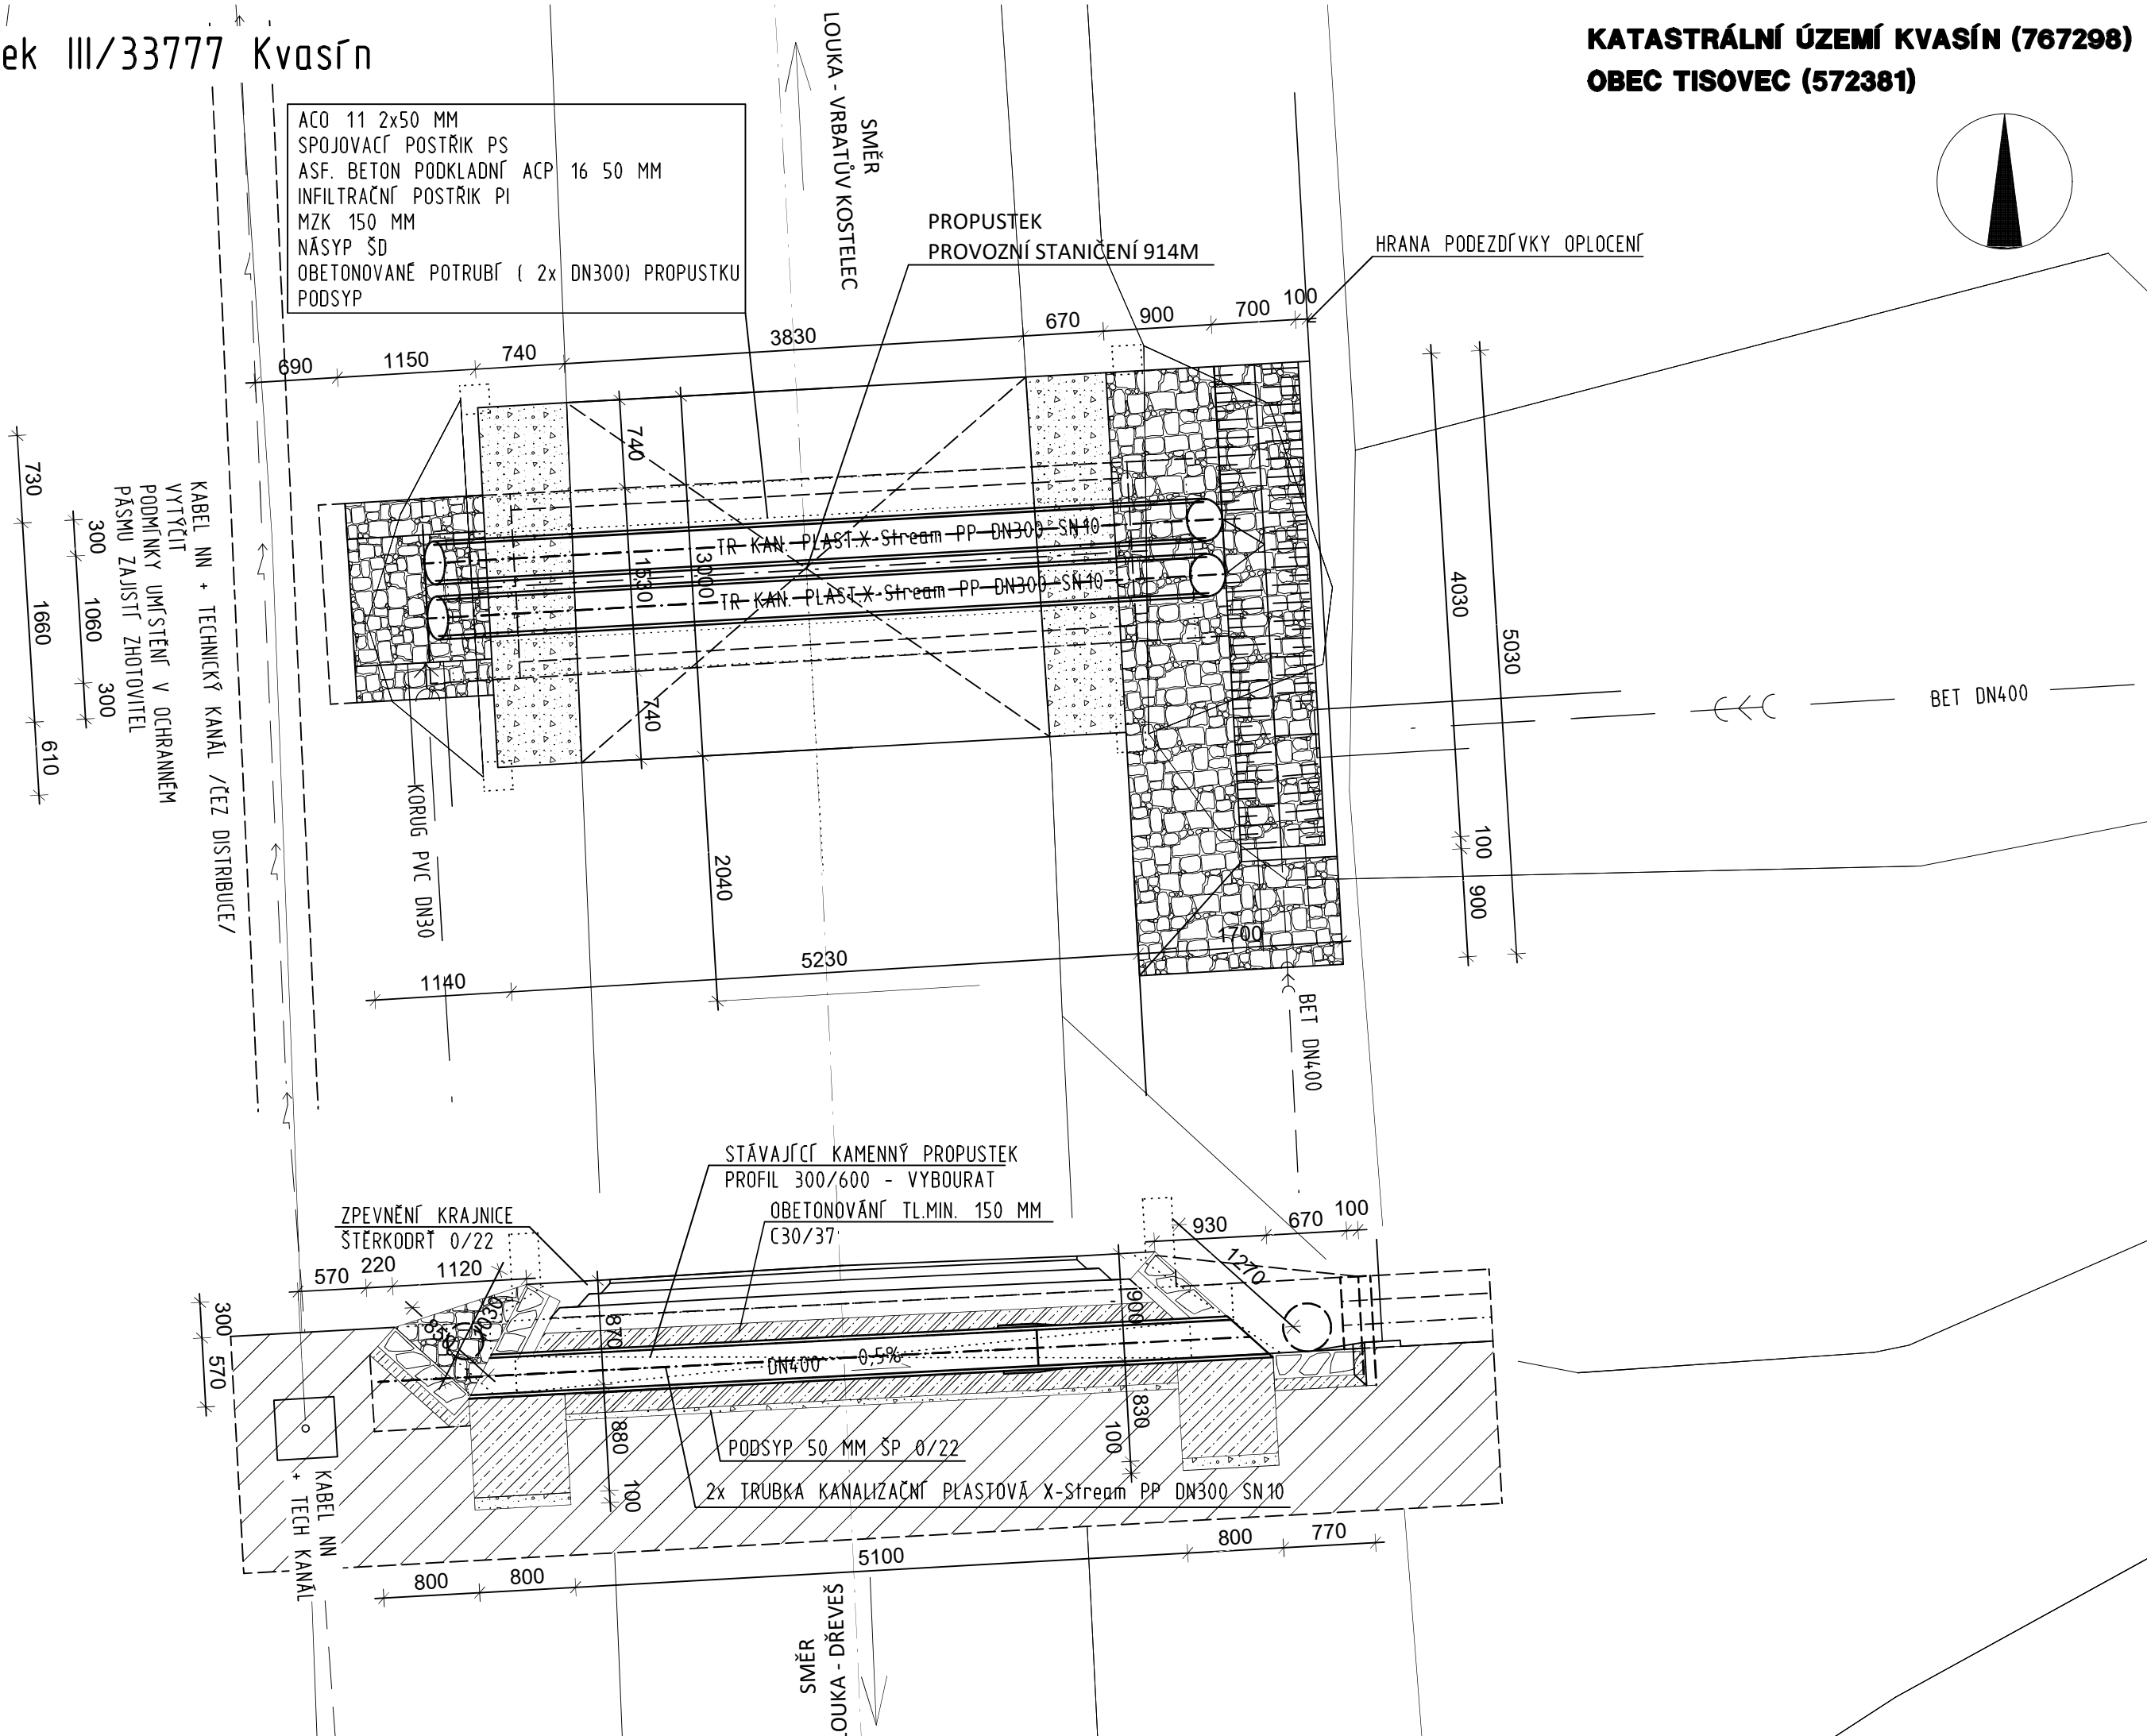 ek III/33777 Kvasín
KATASTRÁLNÍ ÚZEMÍ KVASÍN (767298)
OBEC TISOVEC (572381)
ACO 11 2x50 MM
SPOJOVACÍ POSTŘIK PS
ASF. BETON PODKLADNÍ ACP 16 50 MM
INFILTRAČNÍ POSTŘIK PI
MZK 150 MM
NÁSYP ŠD
OBETONOVANÉ POTRUBÍ ( 2x DN300) PROPUSTKU
PODSYP
SMĚR
LOUKA - VRBATŮV KOSTELEC
PROPUSTEK
PROVOZNÍ STANIČENÍ 914M
HRANA PODEZDÍVKY OPLOCENÍ
690
1150
740
3830
670
900
700
100
730
1660
610
300
1060
300
KABEL NN + TECHNICKÝ KANÁL /ČEZ DISTRIBUCE/
VYTÝČIT
PODMÍNKY UMÍSTĚNÍ V OCHRANNÉM
PÁSMU ZAJISTÍ ZHOTOVITEL
740
1530
3000
740
2040
TR KAN. PLAST.X-Stream PP DN300 SN10
TR KAN. PLAST.X-Stream PP DN300 SN10
4030
5030
100
900
BET DN400
KORUG PVC DN30
1140
5230
1700
BET DN400
STÁVAJÍCÍ KAMENNÝ PROPUSTEK
PROFIL 300/600 - VYBOURAT
OBETONOVÁNÍ TL.MIN. 150 MM
C30/37
ZPEVNĚNÍ KRAJNICE
ŠTĚRKODRŤ 0/22
570
220
1120
930
670
100
1270
300
570
1030
870
900
DN400 0,5%
880
100
830
100
PODSYP 50 MM ŠP 0/22
2x TRUBKA KANALIZAČNÍ PLASTOVÁ X-Stream PP DN300 SN10
KABEL NN
+ TECH KANÁL
800
800
5100
800
770
SMĚR
LOUKA - DŘEVEŠ